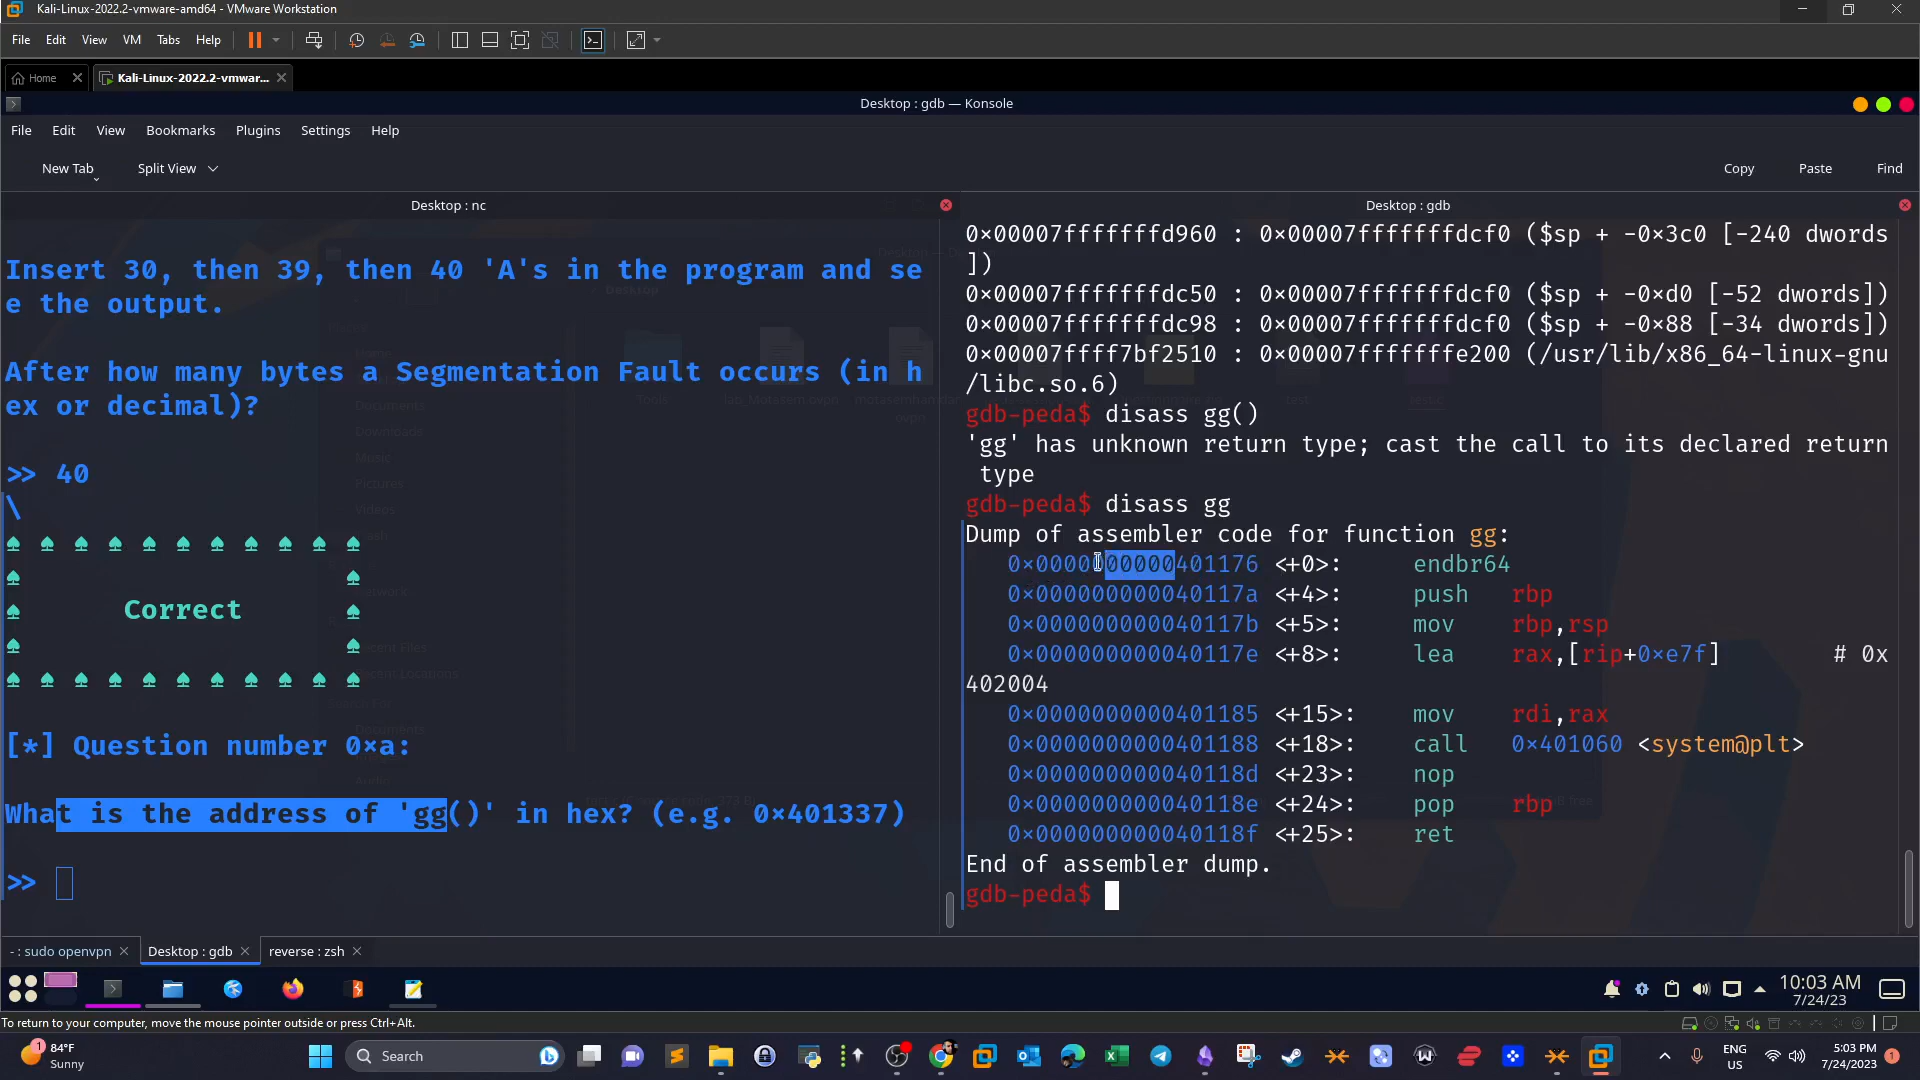 Kali-Linux-2022.2-vmware-amd64 - VMware Workstation
File Edit View VM Tabs Help
Home
Kali-Linux-2022.2-vmwar...
Desktop : gdb — Konsole
File Edit View Bookmarks Plugins Settings Help
New Tab Split View Copy Paste Find
Desktop : nc
Insert 30, then 39, then 40 'A's in the program and se
e the output.
After how many bytes a Segmentation Fault occurs (in h
ex or decimal)?
>> 40
\
♠ ♠ ♠ ♠ ♠ ♠ ♠ ♠ ♠ ♠ ♠
♠ ♠
♠ Correct ♠
♠ ♠
♠ ♠ ♠ ♠ ♠ ♠ ♠ ♠ ♠ ♠ ♠
[*] Question number 0xa:
What is the address of 'gg()' in hex? (e.g. 0x401337)
>>
Desktop : gdb
0x00007fffffffd960 : 0x00007fffffffdcf0 ($sp + -0x3c0 [-240 dwords
])
0x00007fffffffdc50 : 0x00007fffffffdcf0 ($sp + -0xd0 [-52 dwords])
0x00007fffffffdc98 : 0x00007fffffffdcf0 ($sp + -0x88 [-34 dwords])
0x00007ffff7bf2510 : 0x00007fffffffe200 (/usr/lib/x86_64-linux-gnu
/libc.so.6)
gdb-peda$ disass gg()
'gg' has unknown return type; cast the call to its declared return
type
gdb-peda$ disass gg
Dump of assembler code for function gg:
0x0000000000401176 <+0>: endbr64
0x000000000040117a <+4>: push rbp
0x000000000040117b <+5>: mov rbp,rsp
0x000000000040117e <+8>: lea rax,[rip+0xe7f] # 0x
402004
0x0000000000401185 <+15>: mov rdi,rax
0x0000000000401188 <+18>: call 0x401060 <system@plt>
0x000000000040118d <+23>: nop
0x000000000040118e <+24>: pop rbp
0x000000000040118f <+25>: ret
End of assembler dump.
gdb-peda$
- : sudo openvpn
Desktop : gdb
reverse : zsh
10:03 AM
7/24/23
To return to your computer, move the mouse pointer outside or press Ctrl+Alt.
1
84°F
Sunny
Search
ENG
US
5:03 PM
7/24/2023
1